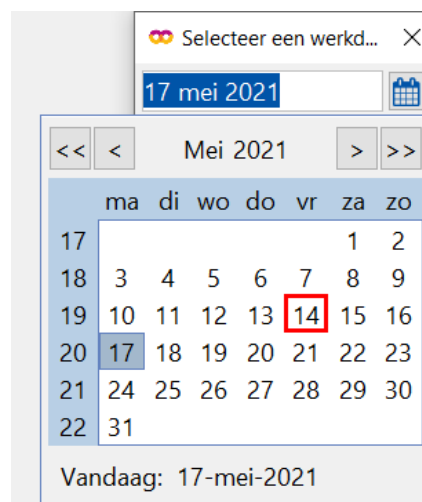 Selecteer een werkd...
17 mei 2021
<< < Mei 2021 > >>
ma di wo do vr za zo
17 1 2
18 3 4 5 6 7 8 9
19 10 11 12 13 14 15 16
20 17 18 19 20 21 22 23
21 24 25 26 27 28 29 30
22 31
Vandaag: 17-mei-2021